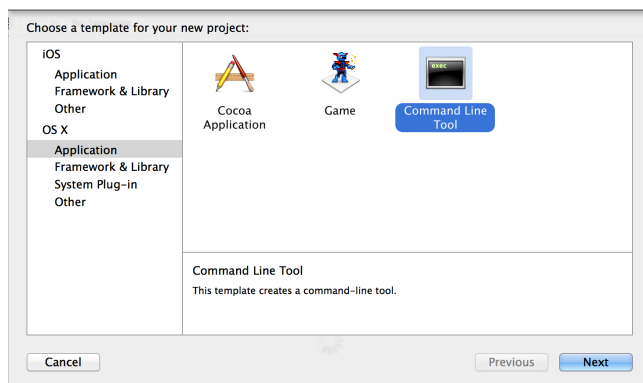 Choose a template for your new project:
iOS
Application
Framework & Library
Other
OS X
Application
Framework & Library
System Plug-in
Other
exec
Cocoa
Application
Game
Command Line
Tool
Command Line Tool
This template creates a command-line tool.
Cancel
Previous
Next